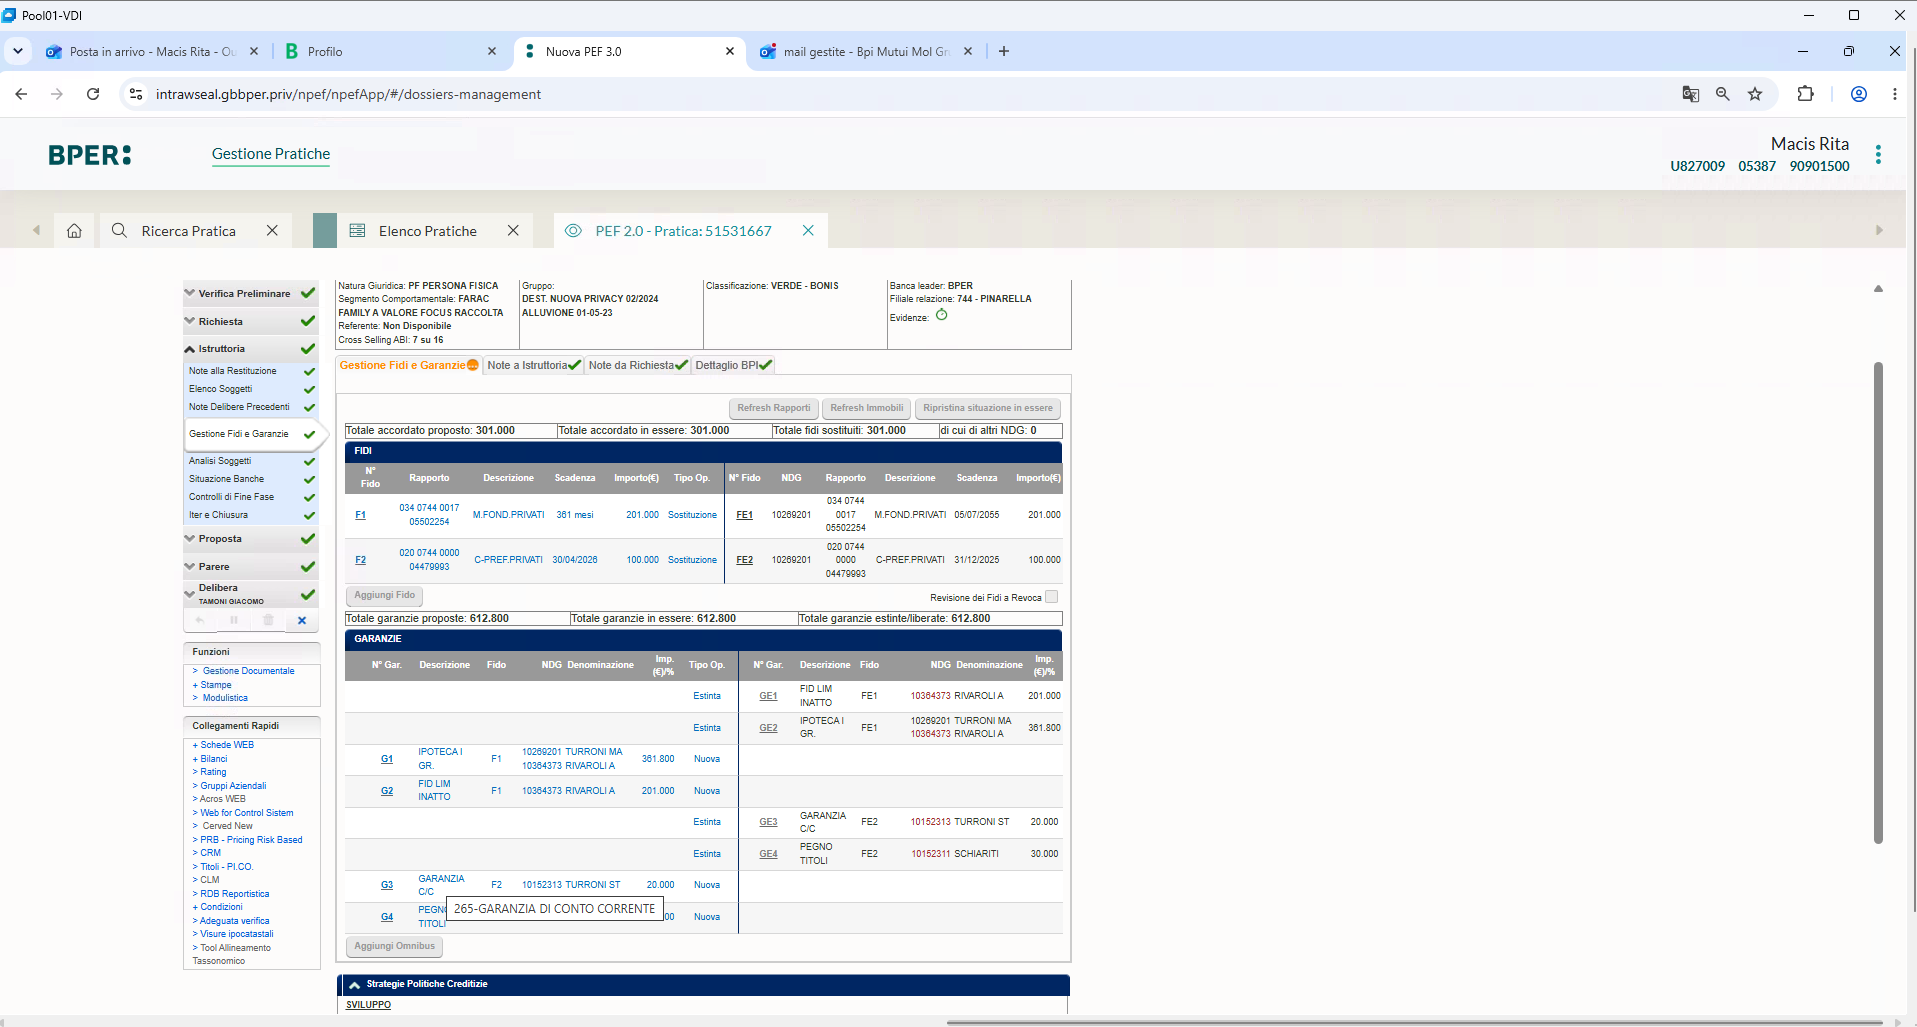 Pool01-VDI
Posta in arrivo - Macis Rita - Ou
Profilo
Nuova PEF 3.0
mail gestite - Bpi Mutui Mol Gr
intrawseal.gbbper.priv/npef/npefApp/#/dossiers-management
BPER:
Gestione Pratiche
Macis Rita
U827009 05387 90901500
Ricerca Pratica
Elenco Pratiche
PEF 2.0 - Pratica: 51531667
Verifica Preliminare
Richiesta
Istruttoria
Note alla Restituzione
Elenco Soggetti
Note Delibere Precedenti
Gestione Fidi e Garanzie
Analisi Soggetti
Situazione Banche
Controlli di Fine Fase
Iter e Chiusura
Proposta
Parere
Delibera
TAMONI GIACOMO
Funzioni
> Gestione Documentale
+ Stampe
> Modulistica
Collegamenti Rapidi
+ Schede WEB
+ Bilanci
> Rating
> Gruppi Aziendali
> Acros WEB
> Web for Control Sistem
> Cerved New
> PRB - Pricing Risk Based
> CRM
> Titoli - PI.CO.
> CLM
> RDB Reportistica
+ Condizioni
> Adeguata verifica
> Visure ipocatastali
> Tool Allineamento
Tassonomico
Natura Giuridica: PF PERSONA FISICA
Segmento Comportamentale: FARAC
FAMILY A VALORE FOCUS RACCOLTA
Referente: Non Disponibile
Cross Selling ABI: 7 su 16
Gruppo:
DEST. NUOVA PRIVACY 02/2024
ALLUVIONE 01-05-23
Classificazione: VERDE - BONIS
Banca leader: BPER
Filiale relazione: 744 - PINARELLA
Evidenze:
Gestione Fidi e Garanzie
Note a Istruttoria
Note da Richiesta
Dettaglio BPI
Refresh Rapporti
Refresh Immobili
Ripristina situazione in essere
Totale accordato proposto: 301.000
Totale accordato in essere: 301.000
Totale fidi sostituiti: 301.000
di cui di altri NDG: 0
FIDI
N° Fido Rapporto Descrizione Scadenza Importo(€) Tipo Op. N° Fido NDG Rapporto Descrizione Scadenza Importo(€)
F1 034 0744 0017 05502254 M.FOND.PRIVATI 361 mesi 201.000 Sostituzione FE1 10269201 034 0744 0017 05502254 M.FOND.PRIVATI 05/07/2055 201.000
F2 020 0744 0000 04479993 C-PREF.PRIVATI 30/04/2026 100.000 Sostituzione FE2 10269201 020 0744 0000 04479993 C-PREF.PRIVATI 31/12/2025 100.000
Aggiungi Fido
Revisione dei Fidi a Revoca
Totale garanzie proposte: 612.800
Totale garanzie in essere: 612.800
Totale garanzie estinte/liberate: 612.800
GARANZIE
N° Gar. Descrizione Fido NDG Denominazione Imp. (€)/% Tipo Op. N° Gar. Descrizione Fido NDG Denominazione Imp. (€)/%
Estinta GE1 FID LIM INATTO FE1 10364373 RIVAROLI A 201.000
Estinta GE2 IPOTECA I GR. FE1 10269201 TURRONI MA 10364373 RIVAROLI A 361.800
G1 IPOTECA I GR. F1 10269201 TURRONI MA 10364373 RIVAROLI A 361.800 Nuova
G2 FID LIM INATTO F1 10364373 RIVAROLI A 201.000 Nuova
Estinta GE3 GARANZIA C/C FE2 10152313 TURRONI ST 20.000
Estinta GE4 PEGNO TITOLI FE2 10152311 SCHIARITI 30.000
G3 GARANZIA C/C F2 10152313 TURRONI ST 20.000 Nuova
G4 PEGN TITOLI 00 Nuova
265-GARANZIA DI CONTO CORRENTE
Aggiungi Omnibus
Strategie Politiche Creditizie
SVILUPPO